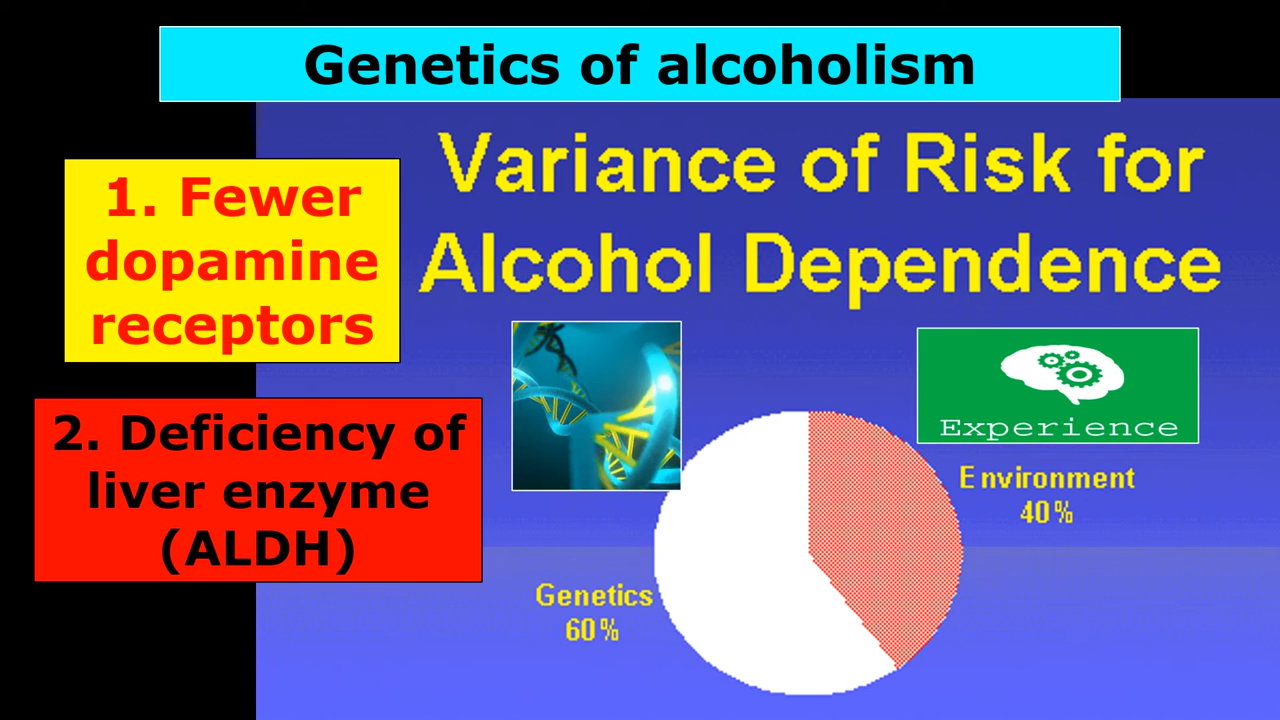 Genetics of alcoholism
Variance of Risk for
Alcohol Dependence
1. Fewer
dopamine
receptors
2. Deficiency of
liver enzyme
(ALDH)
Experience
Environment
40%
Genetics
60%